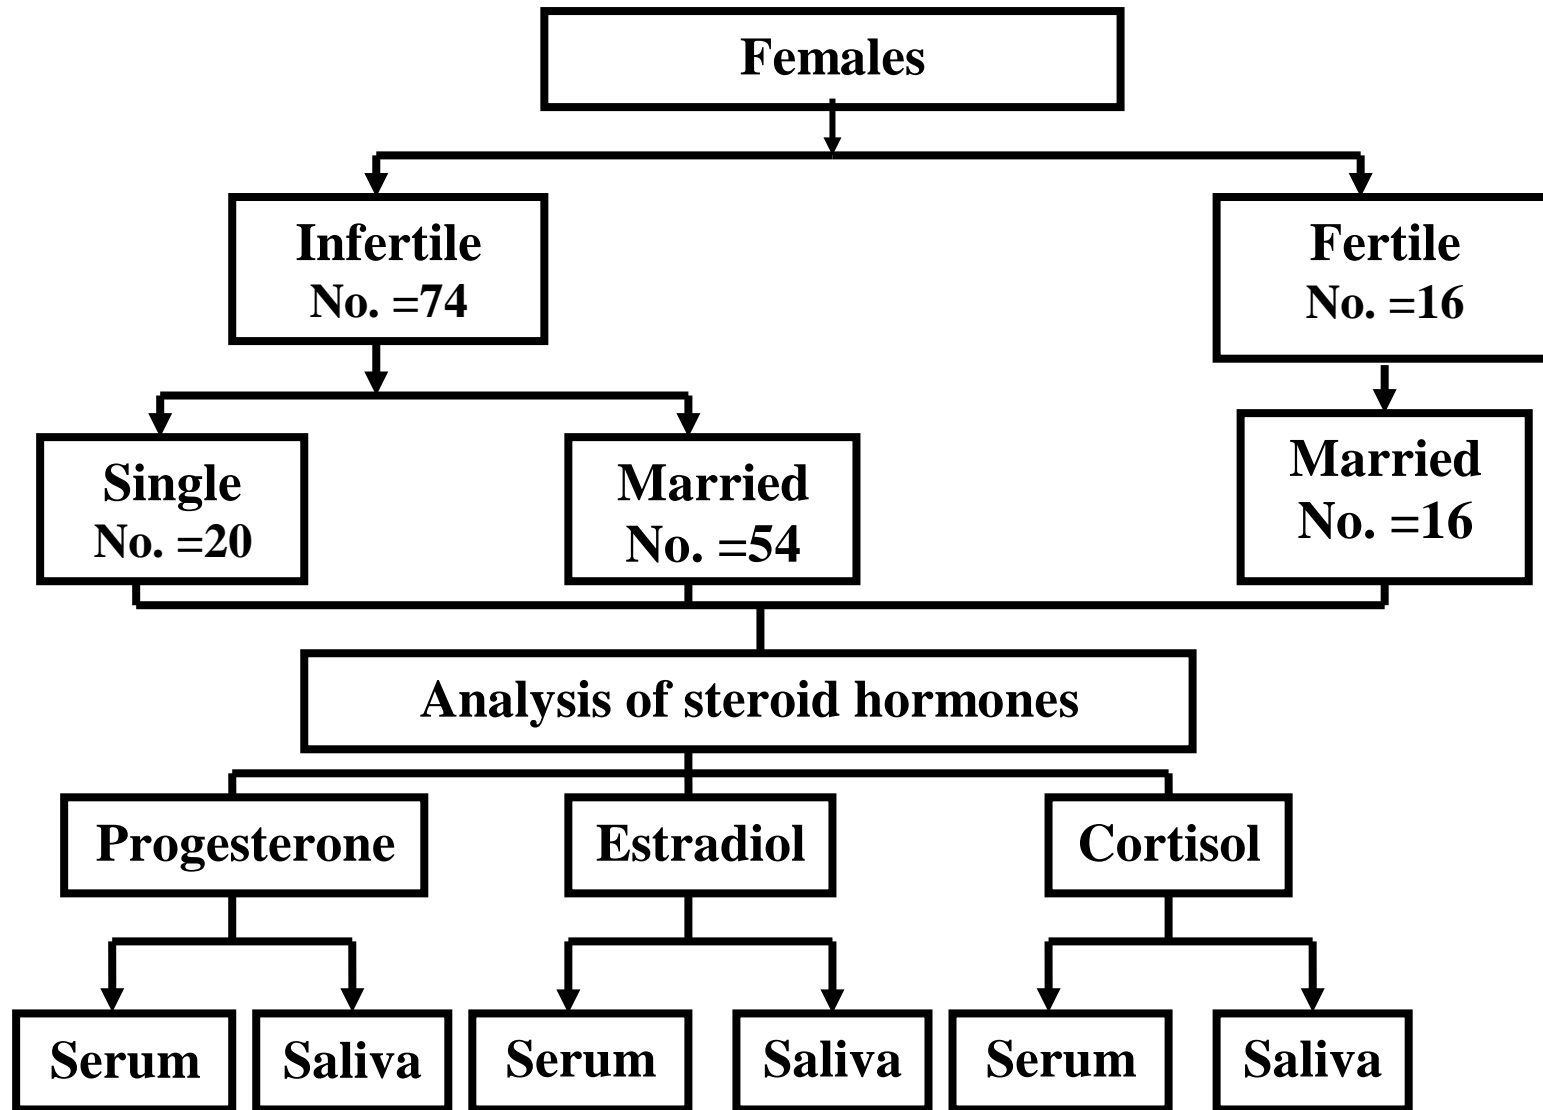 Females
Infertile
No. =74
Fertile
No. =16
Single
No. =20
Married
No. =54
Married
No. =16
Analysis of steroid hormones
Progesterone
Estradiol
Cortisol
Serum
Saliva
Serum
Saliva
Serum
Saliva